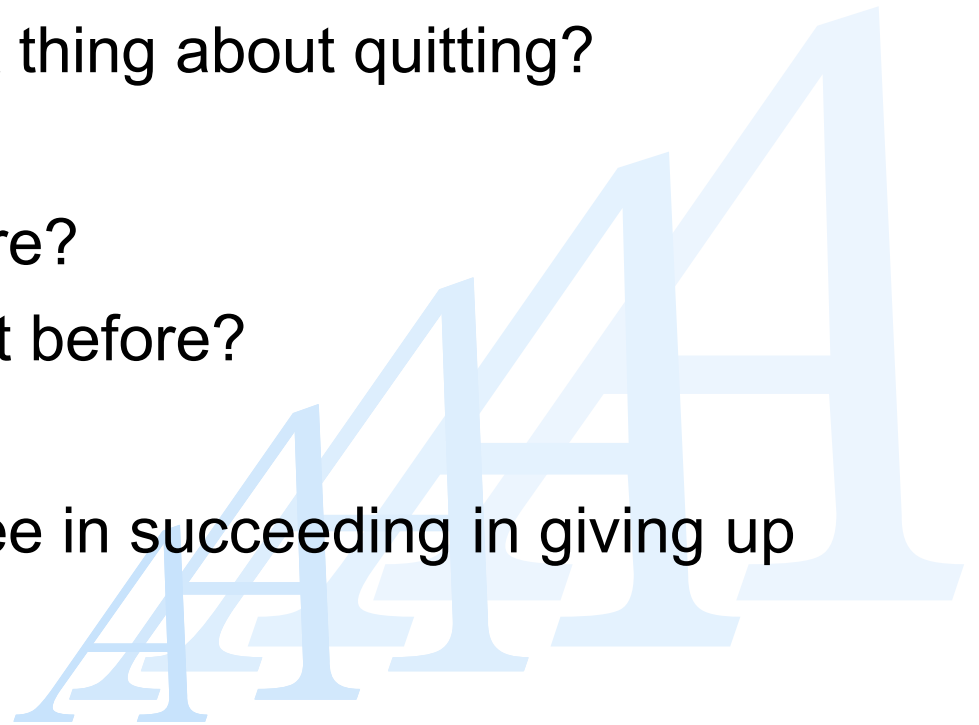 thing about quitting?
re?
t before?
ee in succeeding in giving up